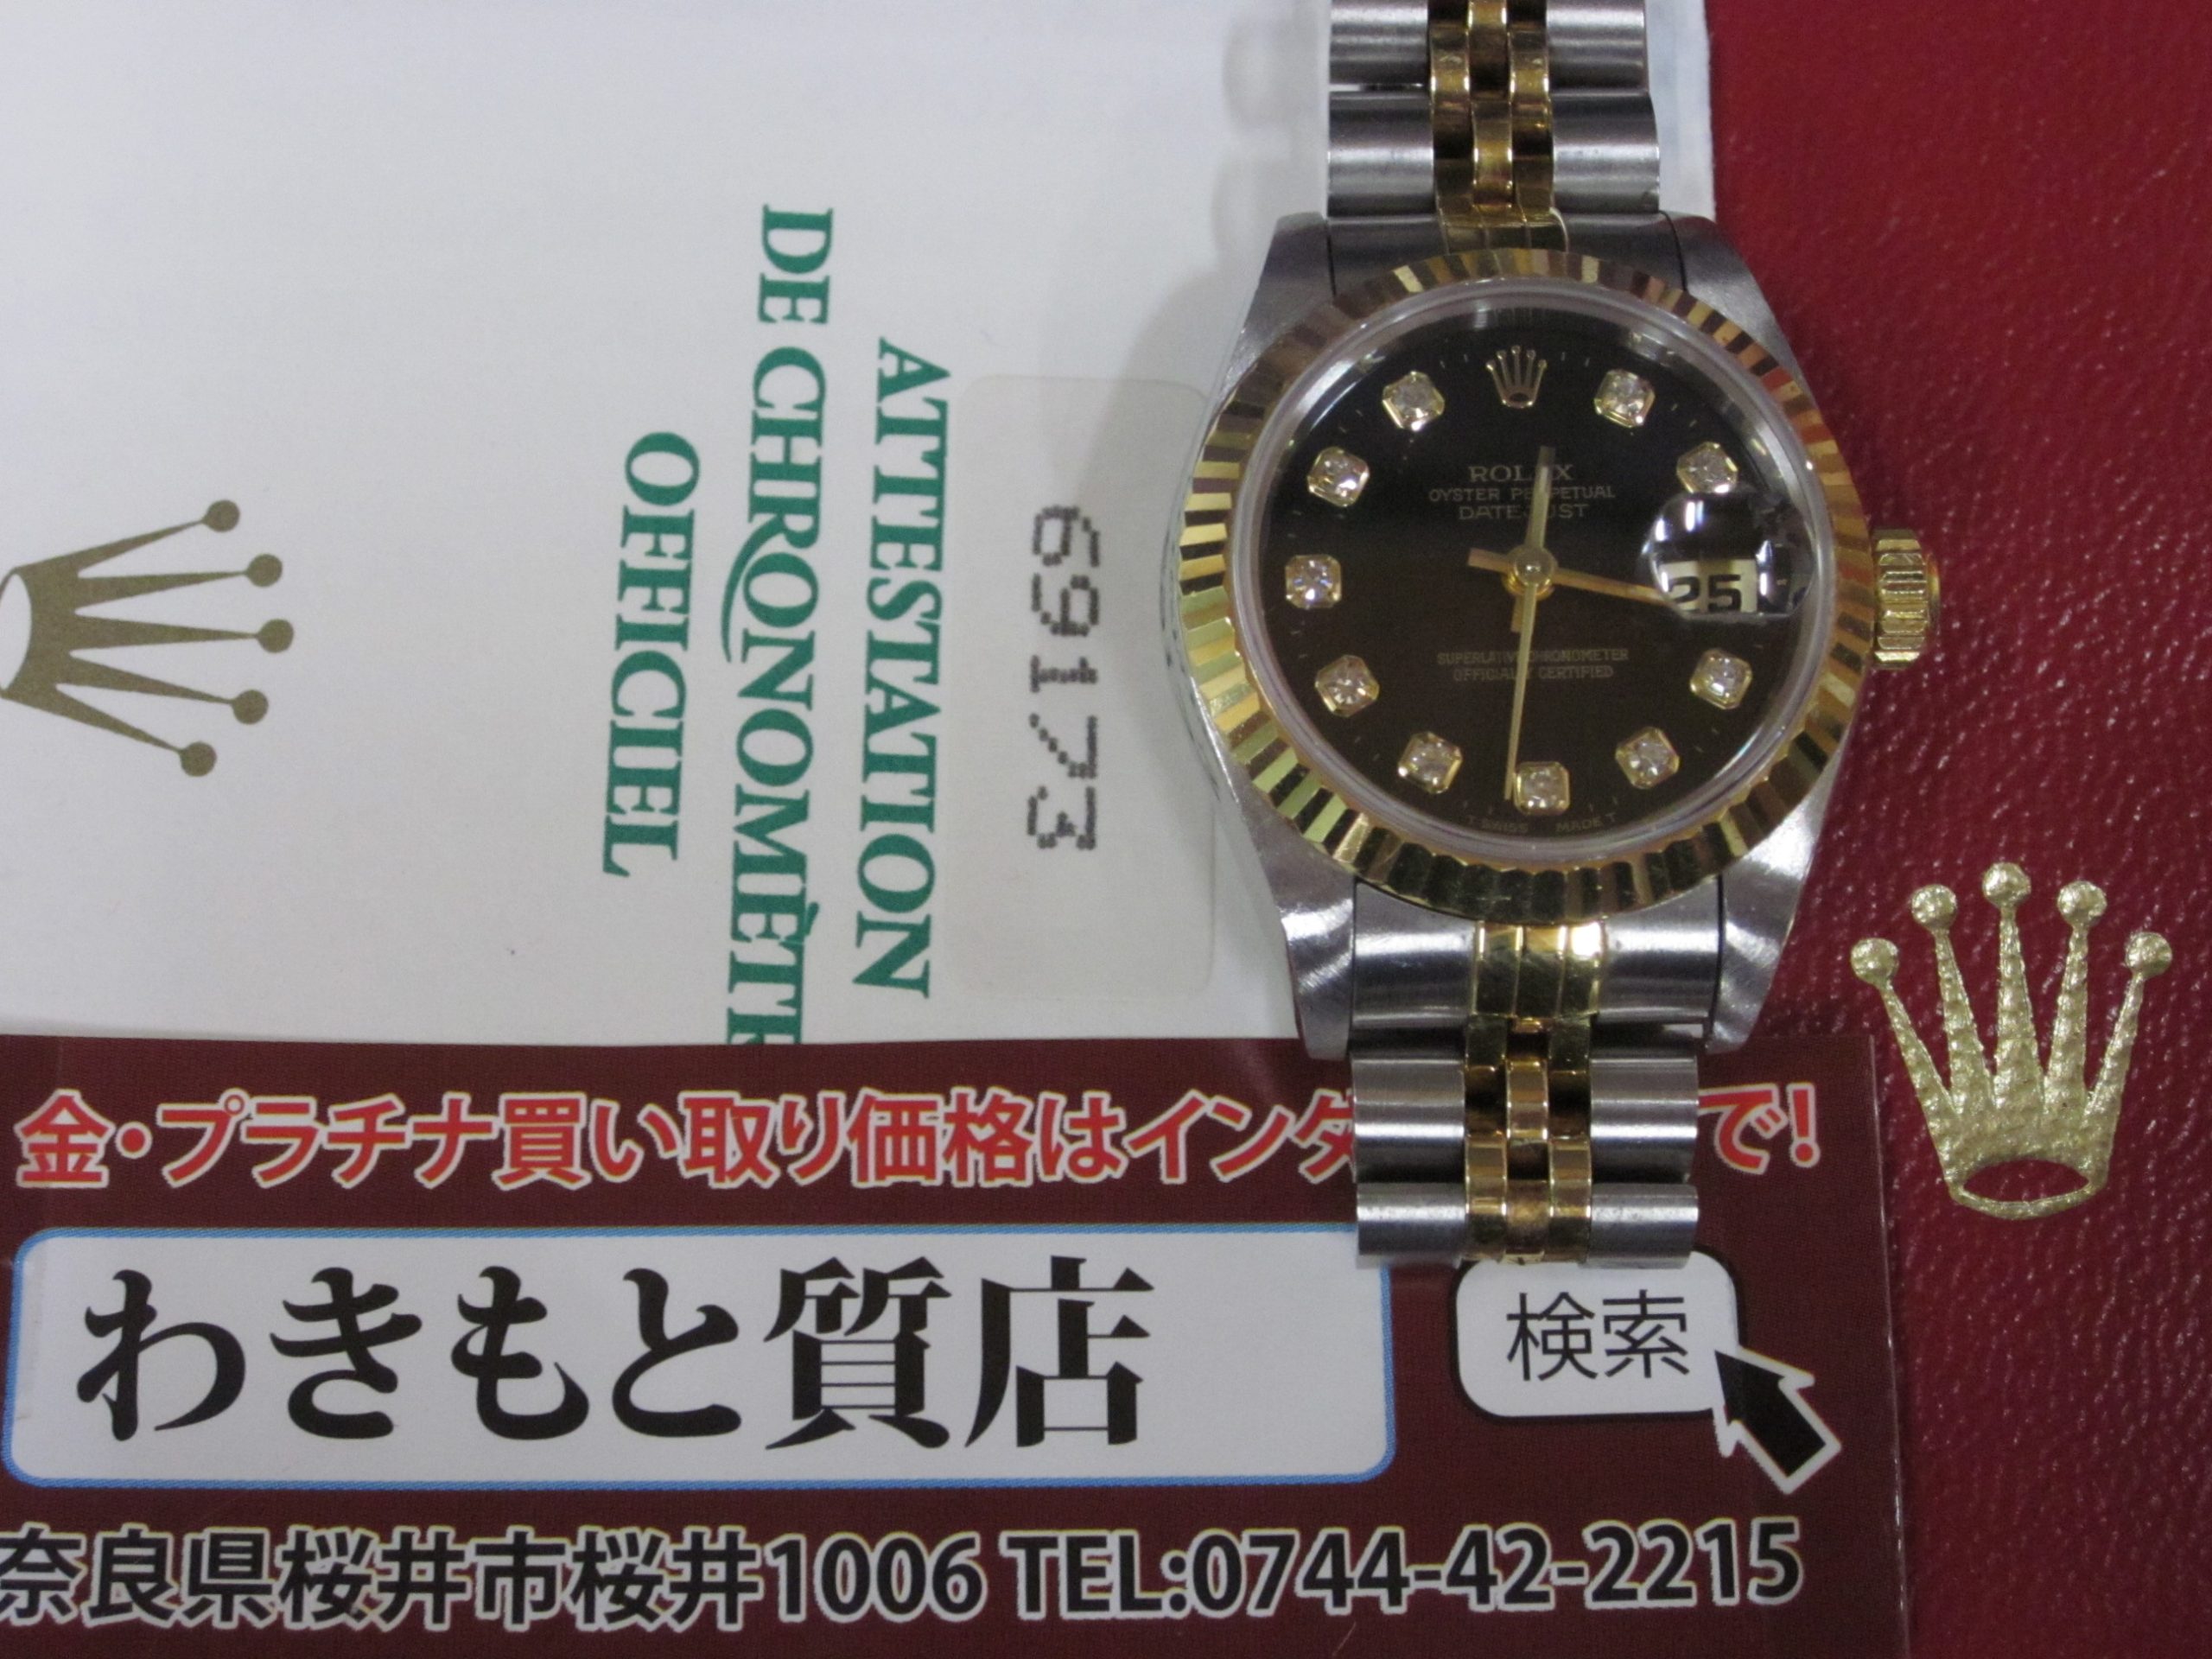 69173
ATTESTATION
DE CHRONOMÈTR
OFFICIEL
ROLEX
OYSTER PERPETUAL
DATEJUST
25
SUPERLATIVE CHRONOMETER
OFFICIALLY CERTIFIED
T SWISS MADE T
金・プラチナ買い取り価格はインタ で!
わきもと質店
検索
奈良県桜井市桜井1006 TEL:0744-42-2215